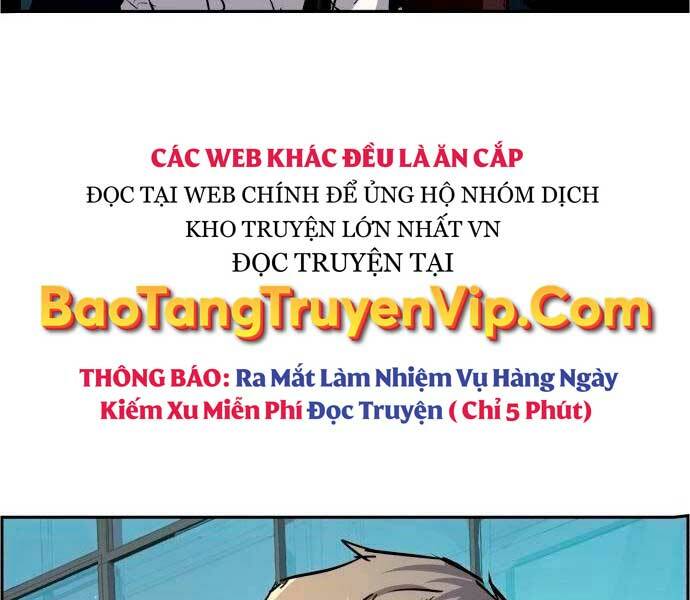 CÁC WEB KHÁC ĐỀU LÀ ĂN CẮP
ĐỌC TẠI WEB CHÍNH ĐỂ ỦNG HỘ NHÓM DỊCH
KHO TRUYỆN LỚN NHẤT VN
ĐỌC TRUYỆN TẠI
BaoTangTruyenVip.Com
THÔNG BÁO: Ra Mắt Làm Nhiệm Vụ Hàng Ngày
Kiếm Xu Miễn Phí Đọc Truyện ( Chỉ 5 Phút)